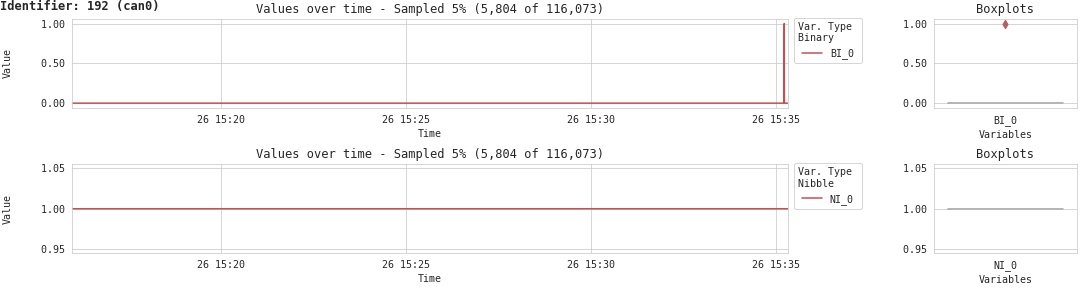 Identifier: 192 (can0)
Values over time - Sampled 5% (5,804 of 116,073)
Boxplots
Value
1.00
0.50
0.00
26 15:20
26 15:25
26 15:30
26 15:35
Time
Var. Type
Binary
BI_0
1.00
0.50
0.00
BI_0
Variables
Values over time - Sampled 5% (5,804 of 116,073)
Boxplots
Value
1.05
1.00
0.95
26 15:20
26 15:25
26 15:30
26 15:35
Time
Var. Type
Nibble
NI_0
1.05
1.00
0.95
NI_0
Variables